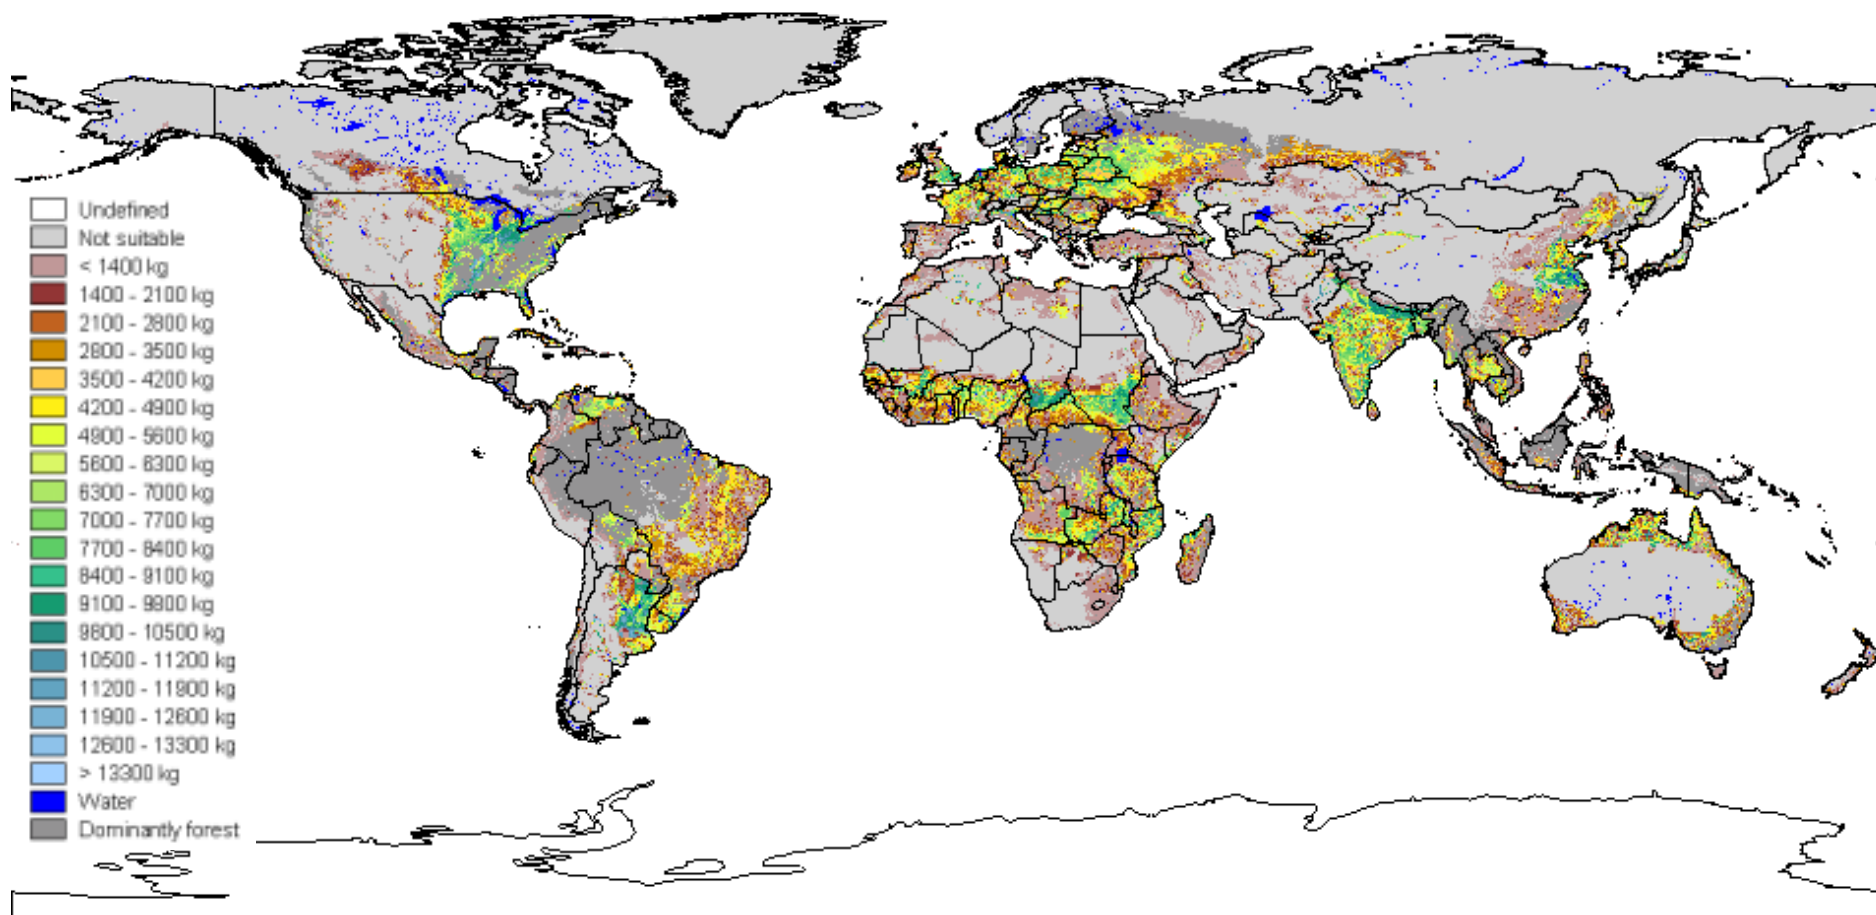 Undefined
Not suitable
< 1400 kg
1400 - 2100 kg
2100 - 2800 kg
2800 - 3500 kg
3500 - 4200 kg
4200 - 4900 kg
4900 - 5600 kg
5600 - 6300 kg
6300 - 7000 kg
7000 - 7700 kg
7700 - 8400 kg
8400 - 9100 kg
9100 - 9800 kg
9800 - 10500 kg
10500 - 11200 kg
11200 - 11900 kg
11900 - 12600 kg
12600 - 13300 kg
> 13300 kg
Water
Dominantly forest